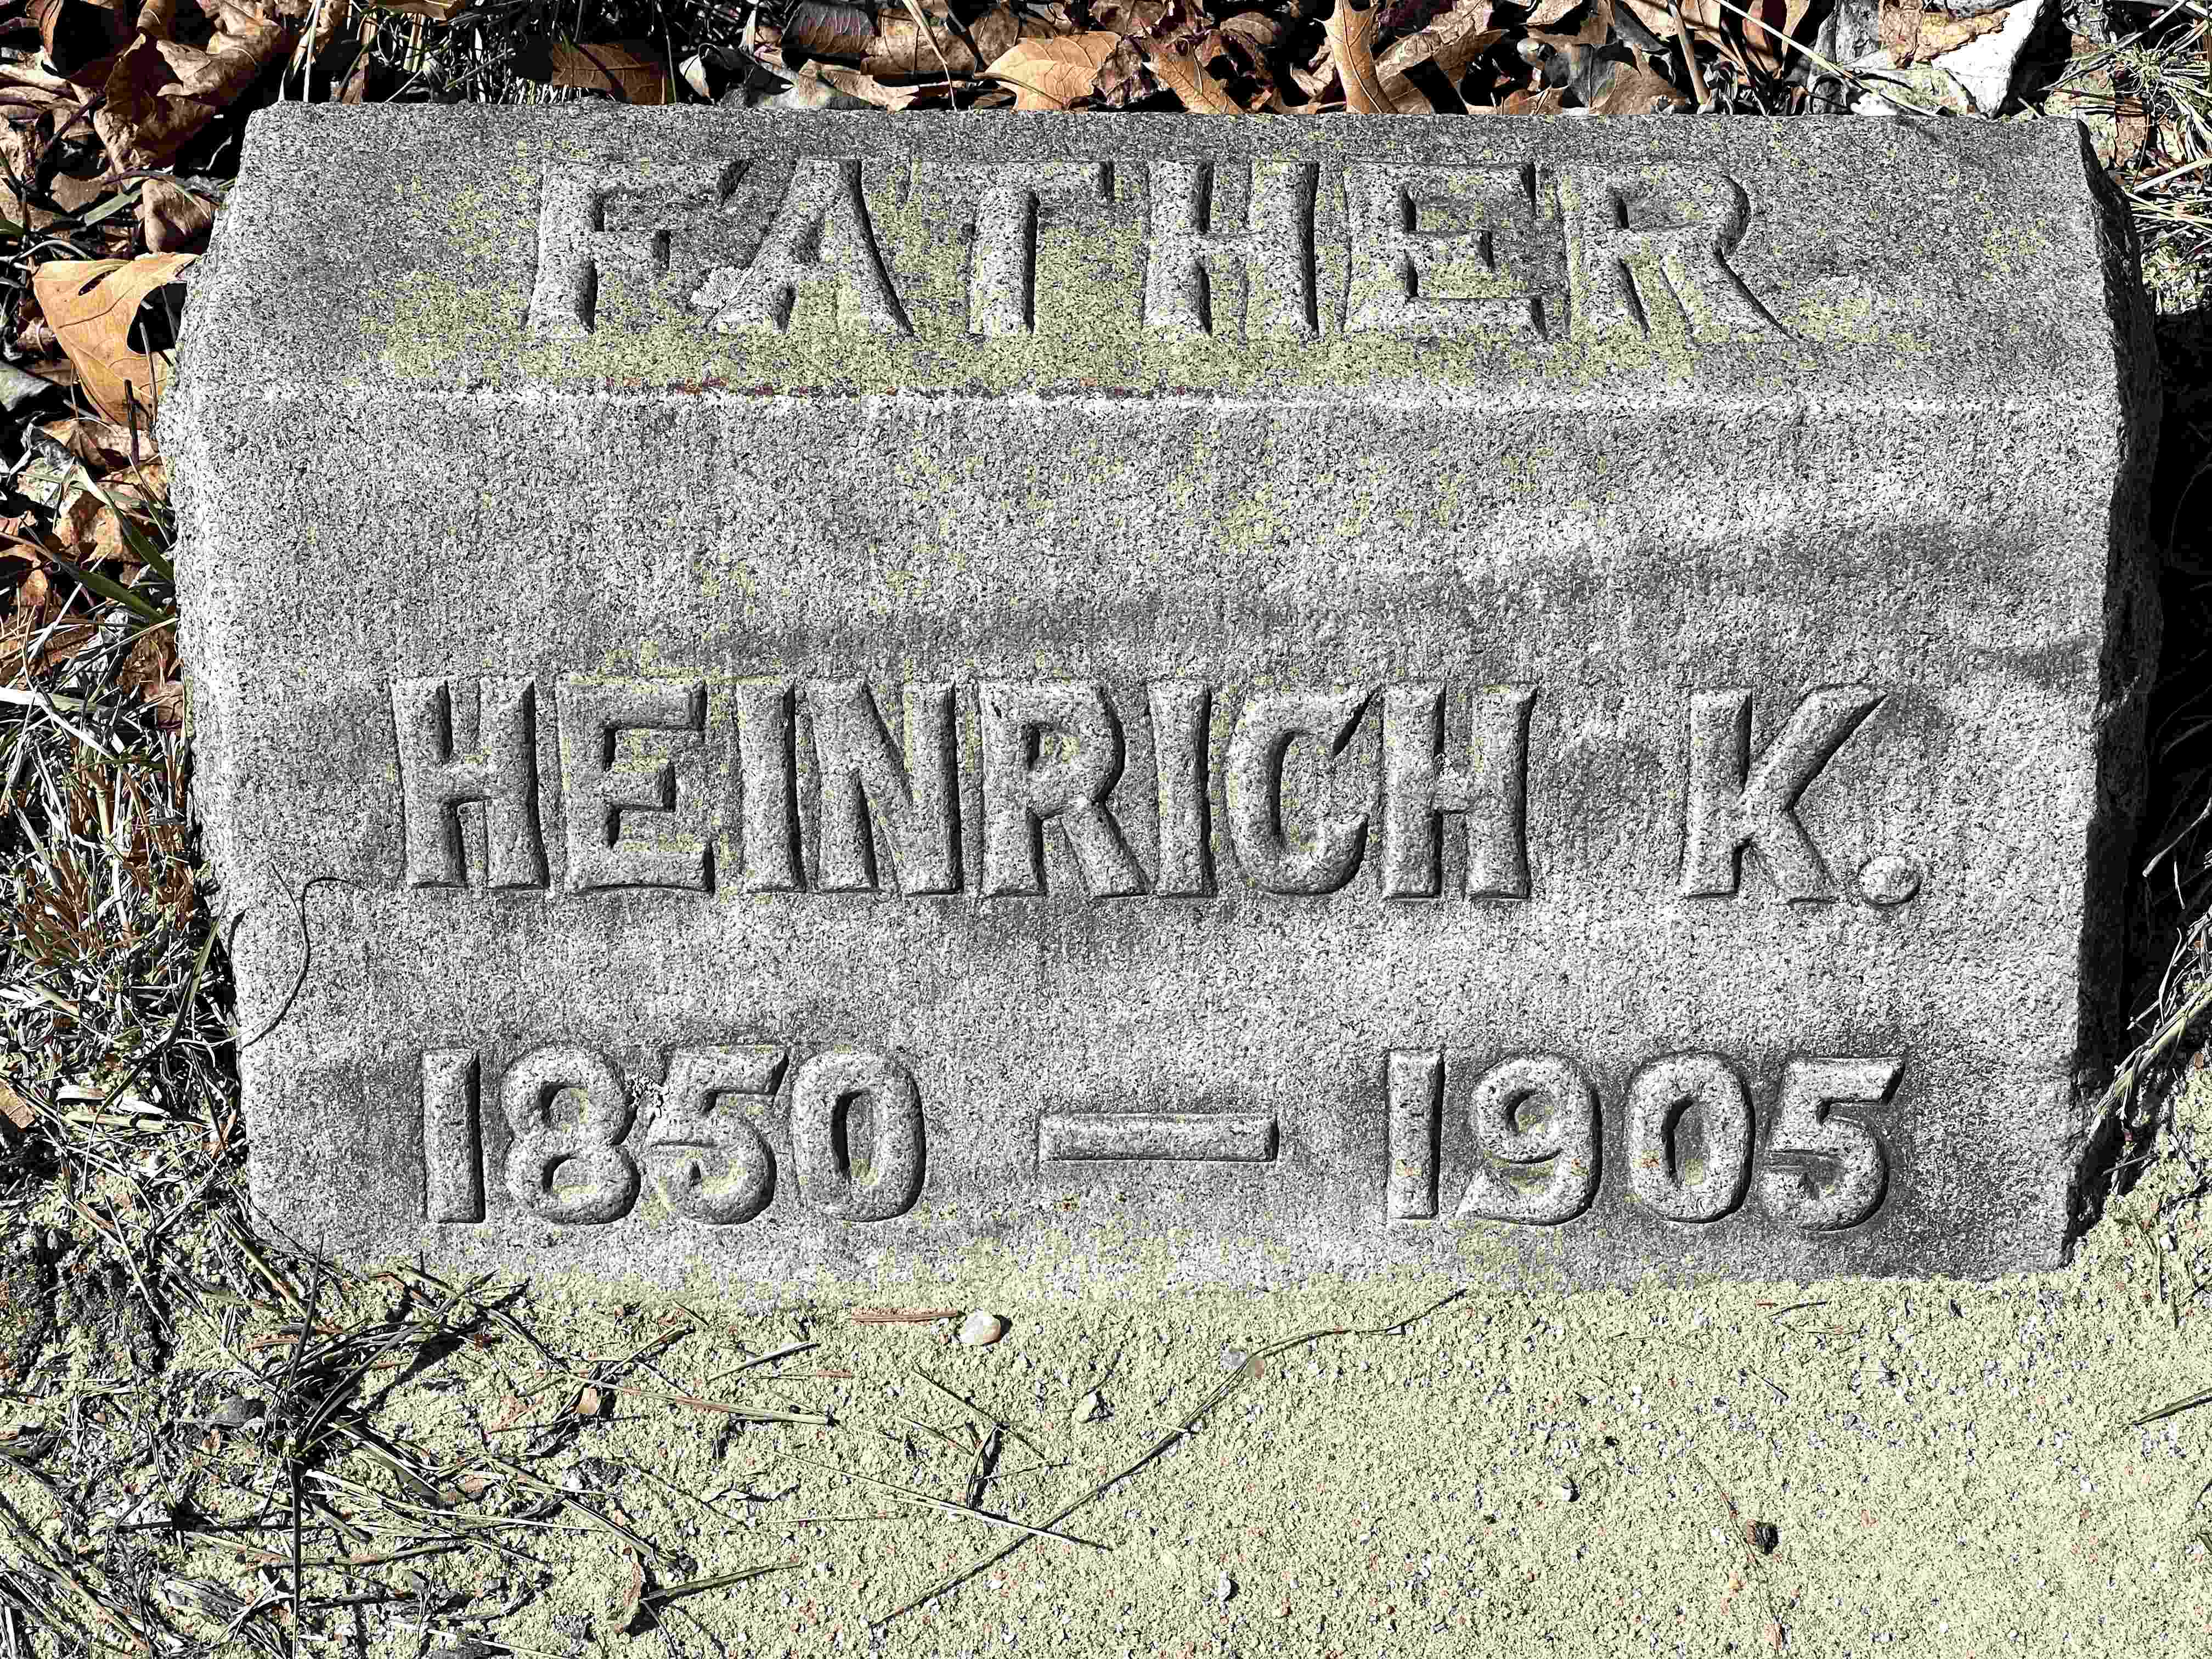 FATHER
HEINRICH K.
1850 — 1905